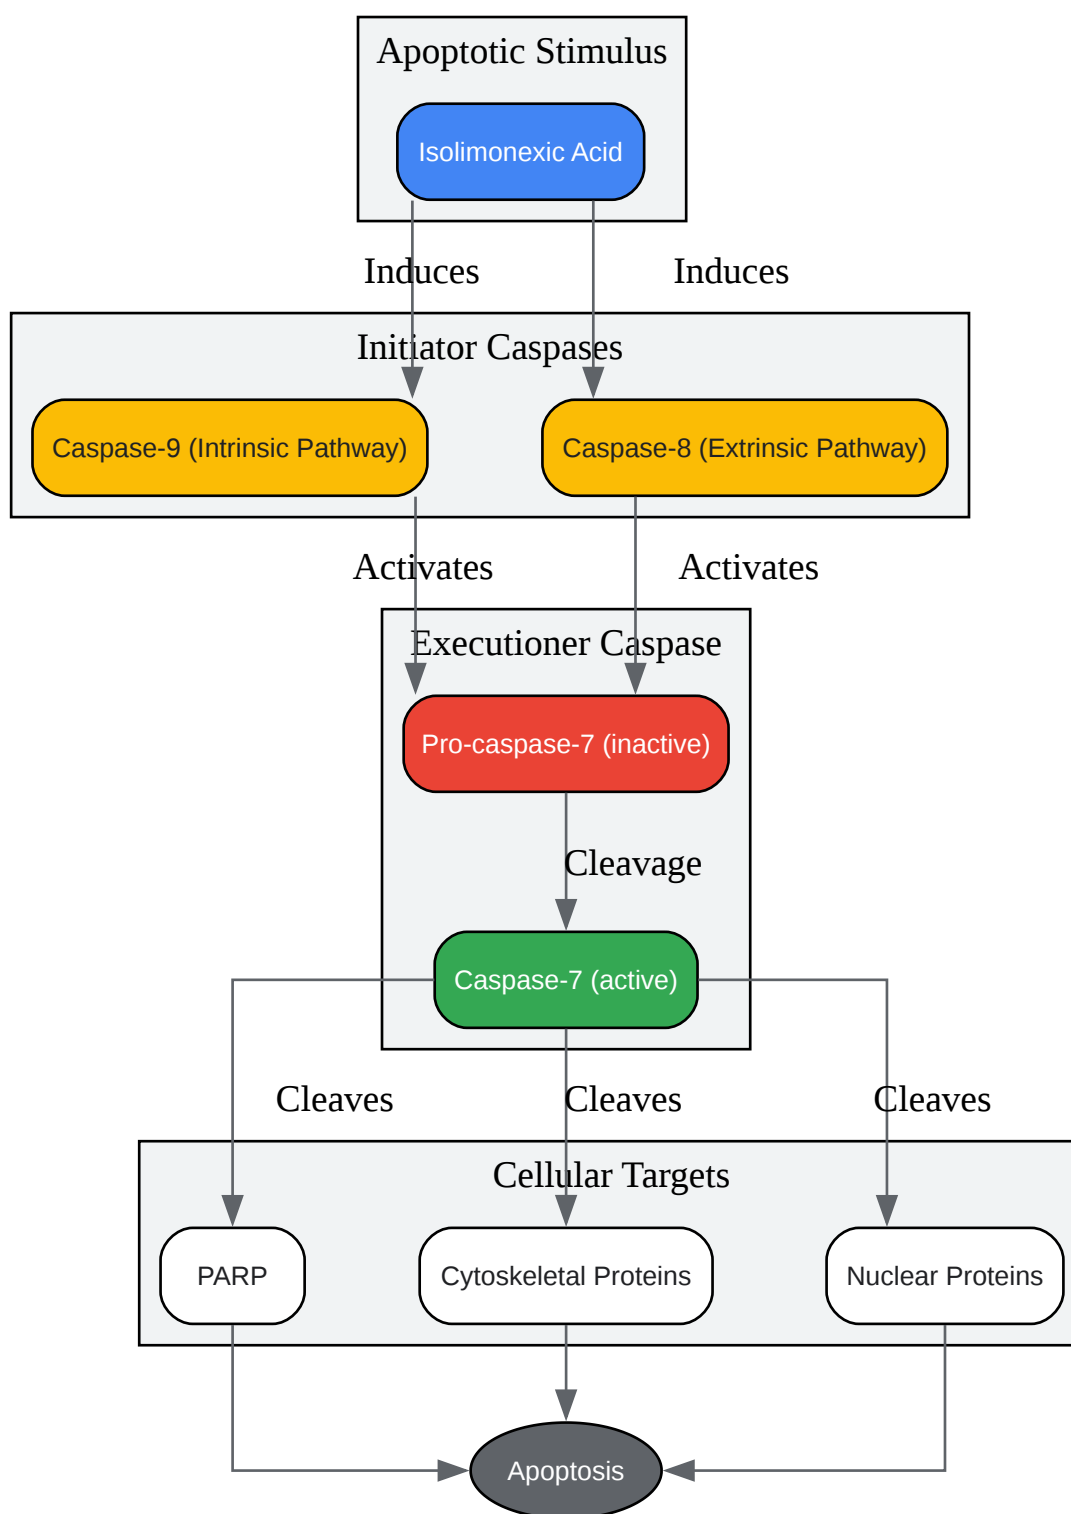 Apoptotic Stimulus
Isolimonexic Acid
Induces
Induces
Initiator Caspases
Caspase-9 (Intrinsic Pathway)
Caspase-8 (Extrinsic Pathway)
Activates
Activates
Executioner Caspase
Pro-caspase-7 (inactive)
Cleavage
Caspase-7 (active)
Cleaves
Cleaves
Cleaves
Cellular Targets
PARP
Cytoskeletal Proteins
Nuclear Proteins
Apoptosis